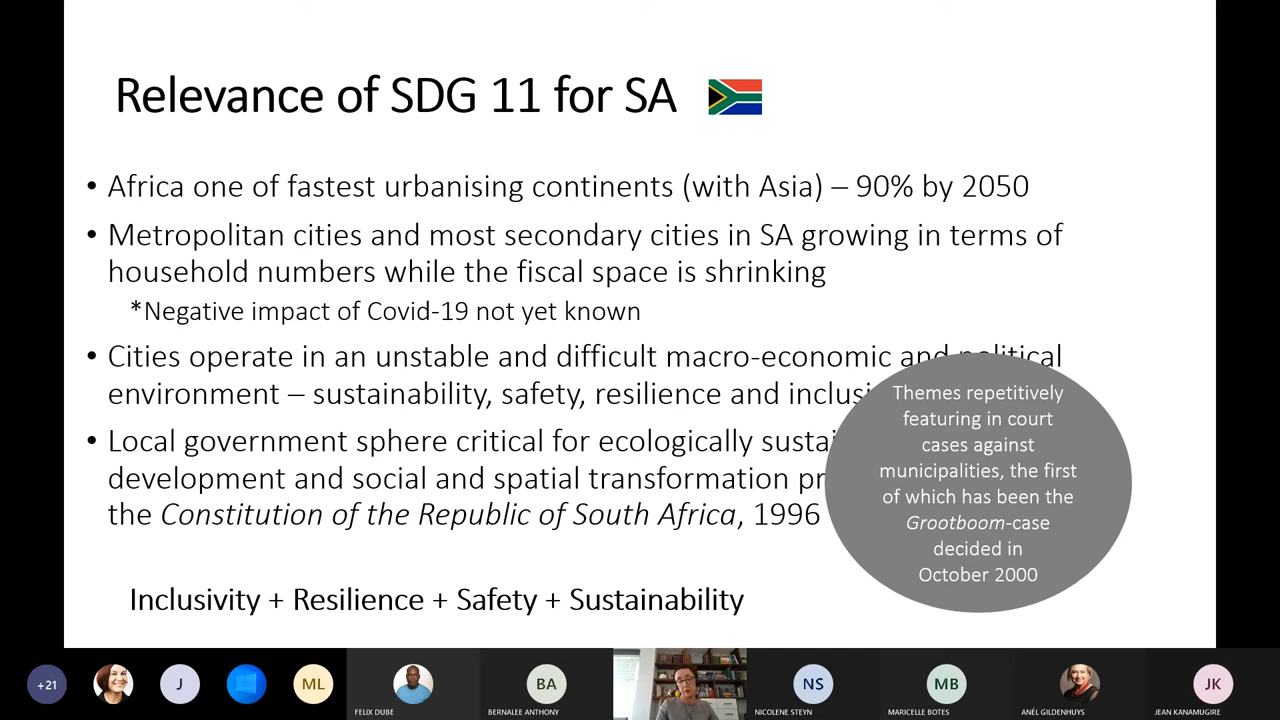 Relevance of SDG 11 for SA
• Africa one of fastest urbanising continents (with Asia) – 90% by 2050
• Metropolitan cities and most secondary cities in SA growing in terms of
household numbers while the fiscal space is shrinking
*Negative impact of Covid-19 not yet known
• Cities operate in an unstable and difficult macro-economic and political
environment – sustainability, safety, resilience and
• Local government sphere critical for ecologically
development and social and spatial transformation
the Constitution of the Republic of South Africa, 1996
Themes repetitively
featuring in court
cases against
municipalities, the first
of which has been the
Grootboom-case
decided in
October 2000
Inclusivity + Resilience + Safety + Sustainability
+21
J
ML
FELIX DUBE
BA
BERNALEE ANTHONY
NS
NICOLENE STEYN
MB
MARICELLE BOTES
ANÉL GILDENHUYS
JK
JEAN KANAMUGIRE